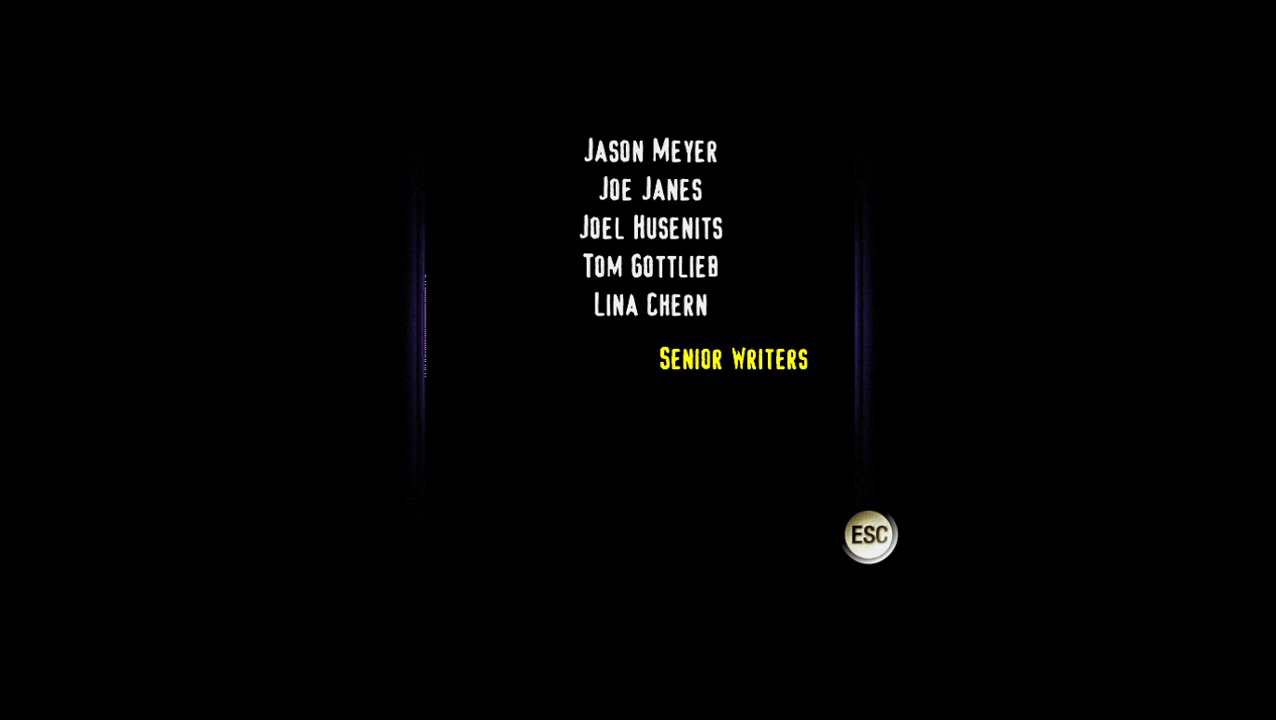 Jason Meyer
Joe Janes
Joel Husenits
Tom Gottlieb
Lina Chern
Senior Writers
ESC